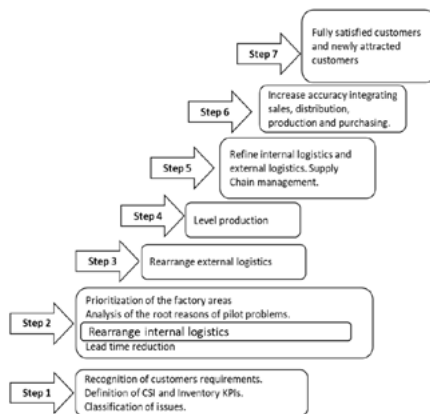 Step 7
Fully satisfied customers
and newly attracted
customers
Step 6
Increase accuracy integrating
sales, distribution,
production and purchasing.
Step 5
Refine internal logistics and
external logistics. Supply
Chain management.
Step 4
Level production
Step 3
Rearrange external logistics
Step 2
Prioritization of the factory areas
Analysis of the root reasons of pilot problems.
Rearrange internal logistics
Lead time reduction
Step 1
Recognition of customers requirements.
Definition of CSI and Inventory KPIs.
Classification of issues.